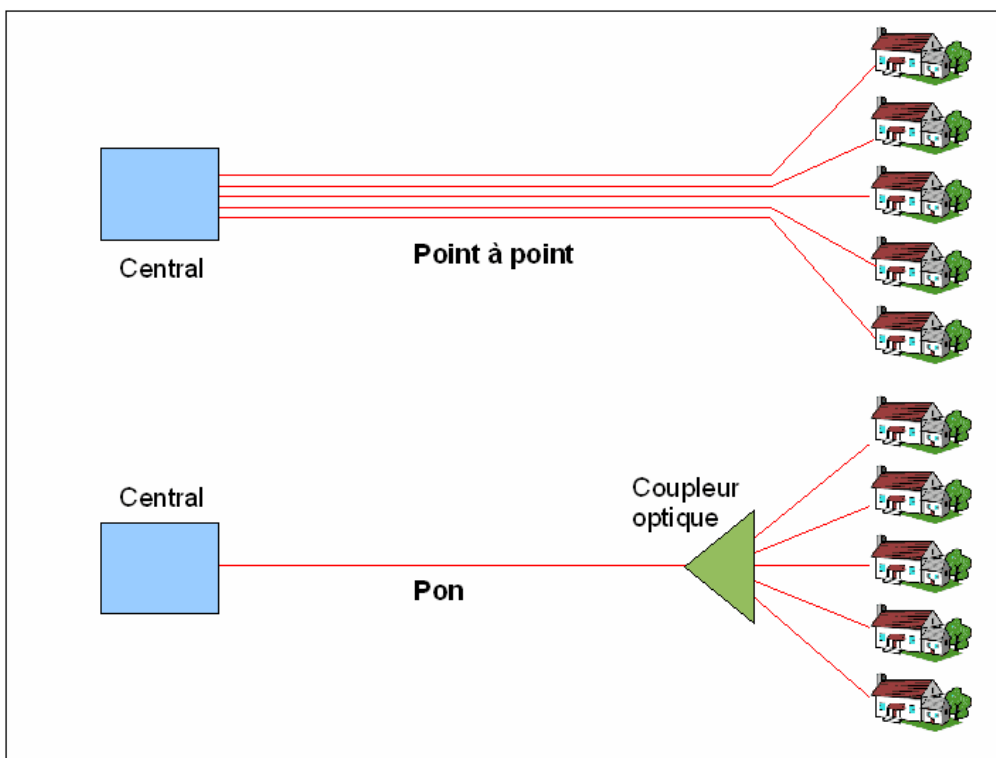 Central
Point à point
Central
Coupleur
optique
Pon